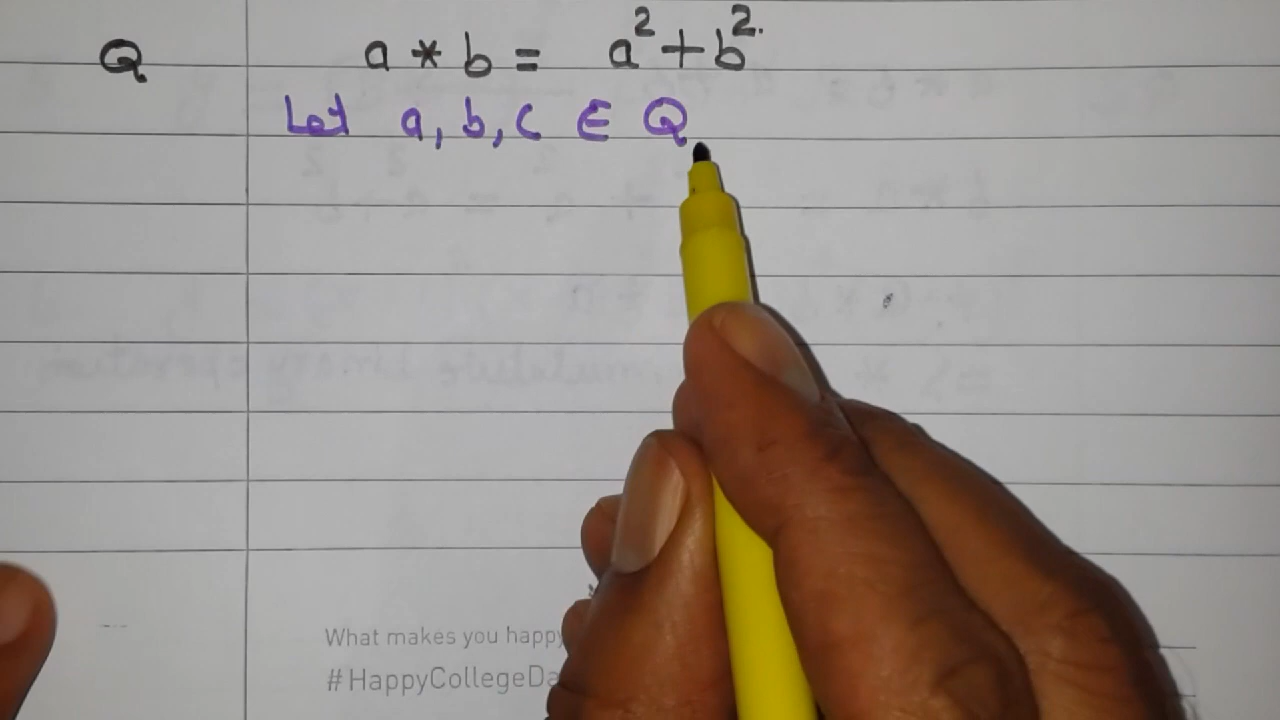 Q a * b = a² + b².
Let a, b, c ∈ Q
What makes you happy
#HappyCollegeDa